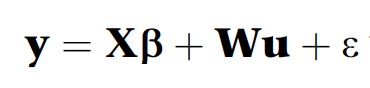 y = Xβ + Wu + ε